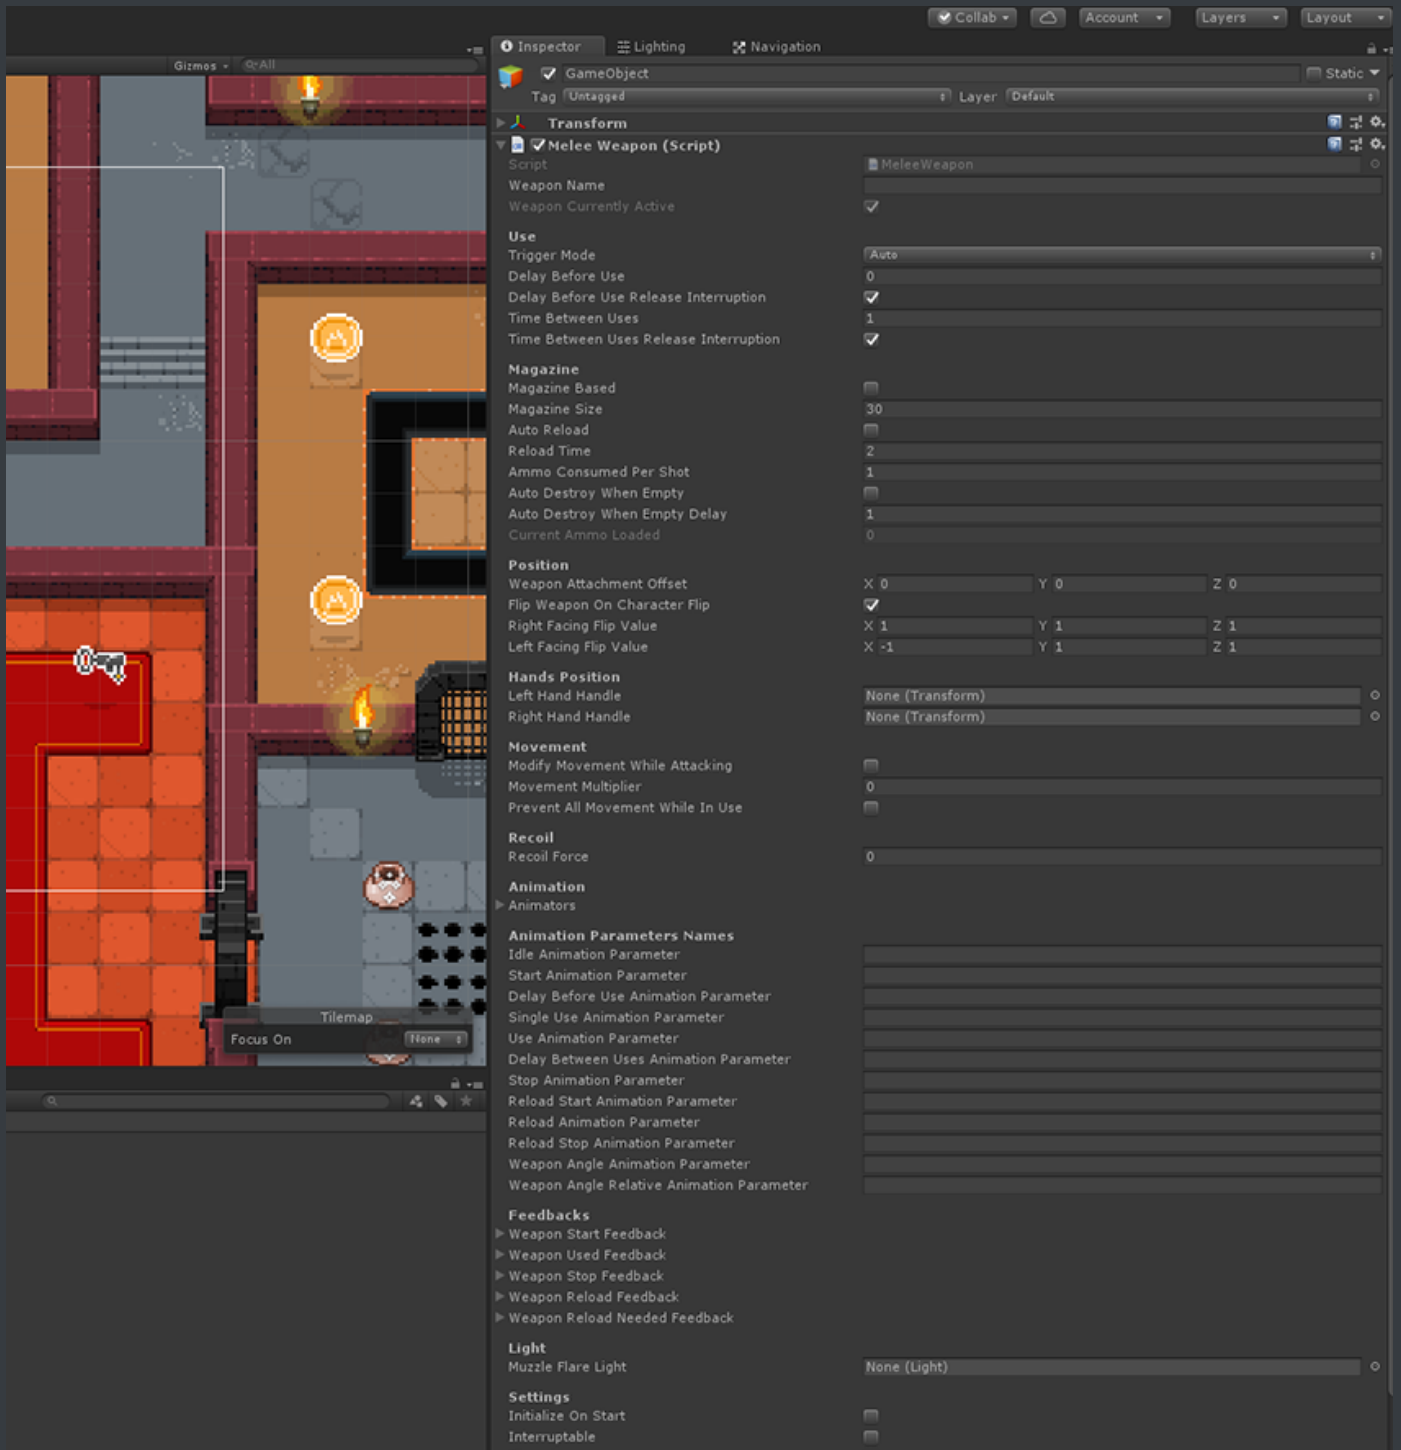 Collab Account Layers Layout
Inspector Lighting Navigation
Gizmos All
GameObject Static
Tag Untagged Layer Default
Transform
Melee Weapon (Script)
Script MeleeWeapon
Weapon Name
Weapon Currently Active
Use
Trigger Mode Auto
Delay Before Use 0
Delay Before Use Release Interruption
Time Between Uses 1
Time Between Uses Release Interruption
Magazine
Magazine Based
Magazine Size 30
Auto Reload
Reload Time 2
Ammo Consumed Per Shot 1
Auto Destroy When Empty
Auto Destroy When Empty Delay 1
Current Ammo Loaded 0
Position
Weapon Attachment Offset X 0 Y 0 Z 0
Flip Weapon On Character Flip
Right Facing Flip Value X 1 Y 1 Z 1
Left Facing Flip Value X -1 Y 1 Z 1
Hands Position
Left Hand Handle None (Transform)
Right Hand Handle None (Transform)
Movement
Modify Movement While Attacking
Movement Multiplier 0
Prevent All Movement While In Use
Recoil
Recoil Force 0
Animation
Animators
Animation Parameters Names
Idle Animation Parameter
Start Animation Parameter
Delay Before Use Animation Parameter
Single Use Animation Parameter
Use Animation Parameter
Delay Between Uses Animation Parameter
Stop Animation Parameter
Reload Start Animation Parameter
Reload Animation Parameter
Reload Stop Animation Parameter
Weapon Angle Animation Parameter
Weapon Angle Relative Animation Parameter
Feedbacks
Weapon Start Feedback
Weapon Used Feedback
Weapon Stop Feedback
Weapon Reload Feedback
Weapon Reload Needed Feedback
Light
Muzzle Flare Light None (Light)
Settings
Initialize On Start
Interruptable
Tilemap
Focus On None